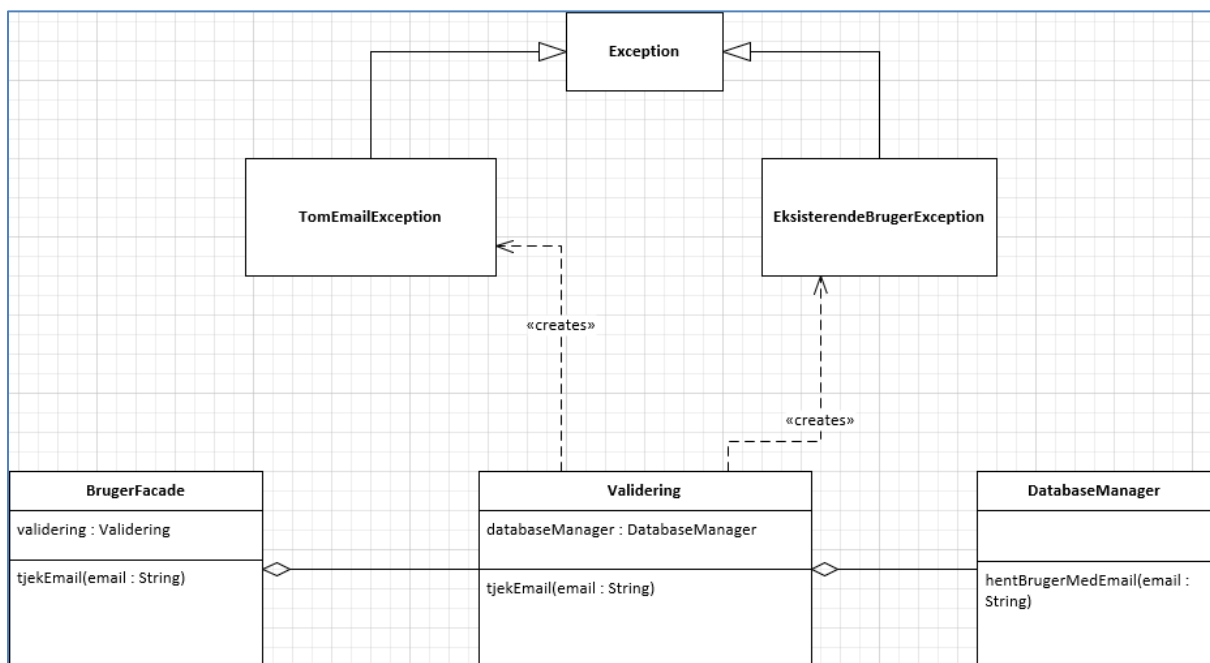 Exception
TomEmailException
EksisterendeBrugerException
«creates»
«creates»
BrugerFacade
validering : Validering
tjekEmail(email : String)
Validering
databaseManager : DatabaseManager
tjekEmail(email : String)
DatabaseManager
hentBrugerMedEmail(email :
String)